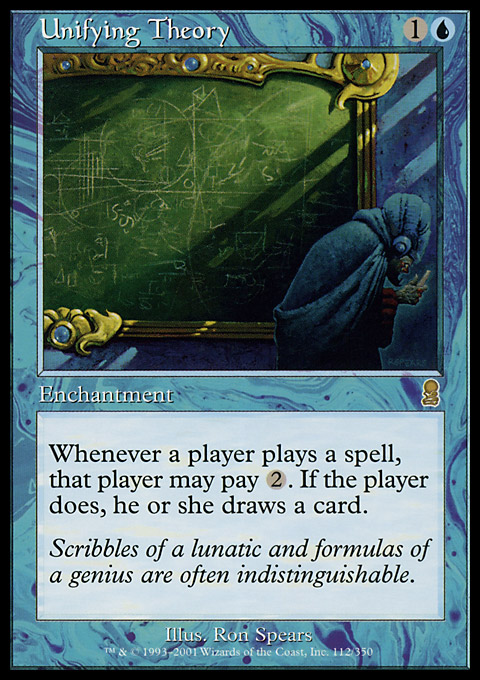 Unifying Theory 1
Enchantment
Whenever a player plays a spell,
that player may pay 2. If the player
does, he or she draws a card.
Scribbles of a lunatic and formulas of
a genius are often indistinguishable.
Illus. Ron Spears
™ & © 1993–2001 Wizards of the Coast, Inc. 112/350